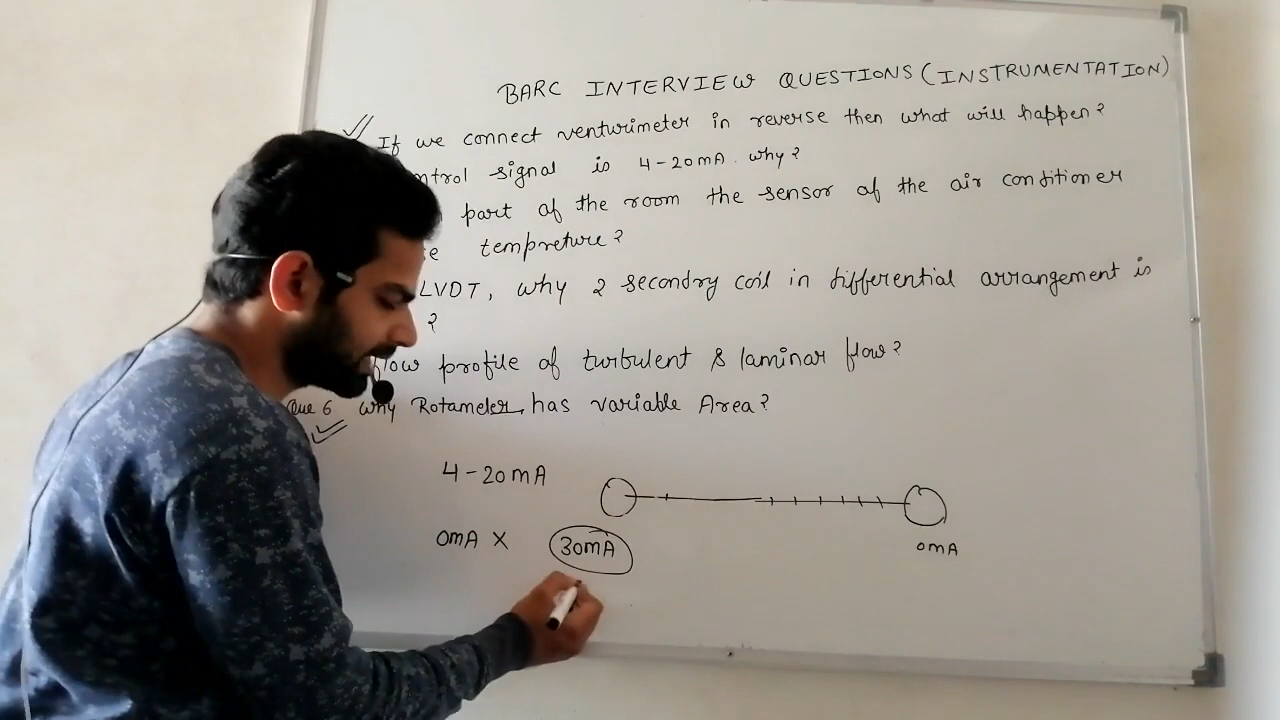 BARC INTERVIEW QUESTIONS (INSTRUMENTATION)
If we connect venturimeter in reverse then what will happen?
ntrol signal is 4-20mA. why?
part of the room the sensor of the air conditioner
tempreture?
LVDT, why 2 secondry coil in differential arrangement is
?
flow profile of turbulent & laminar flow?
Que 6 why Rotameter has variable Area?
4-20mA
0mA X 30mA
0mA